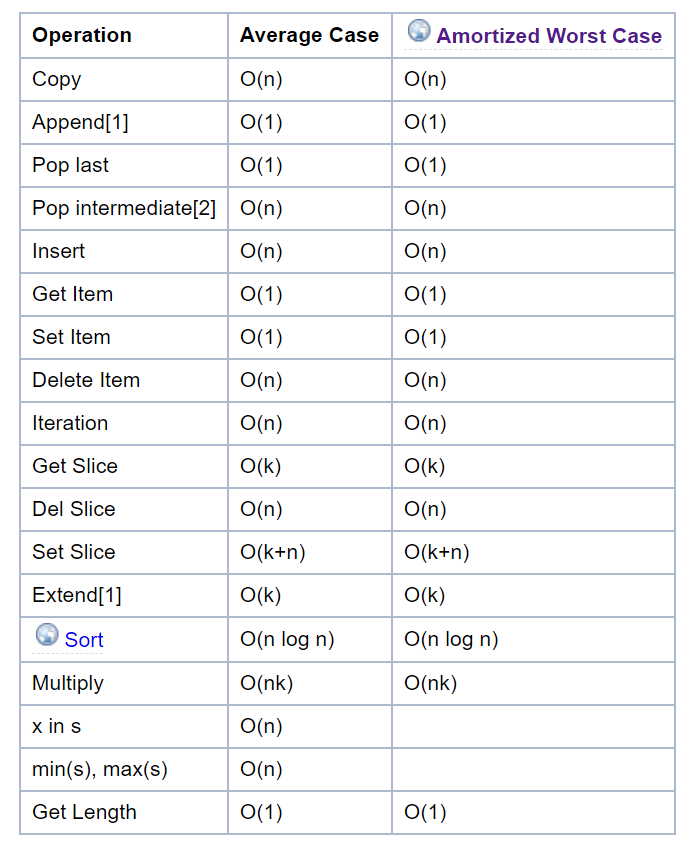 Operation Average Case Amortized Worst Case
Copy O(n) O(n)
Append[1] O(1) O(1)
Pop last O(1) O(1)
Pop intermediate[2] O(n) O(n)
Insert O(n) O(n)
Get Item O(1) O(1)
Set Item O(1) O(1)
Delete Item O(n) O(n)
Iteration O(n) O(n)
Get Slice O(k) O(k)
Del Slice O(n) O(n)
Set Slice O(k+n) O(k+n)
Extend[1] O(k) O(k)
Sort O(n log n) O(n log n)
Multiply O(nk) O(nk)
x in s O(n)
min(s), max(s) O(n)
Get Length O(1) O(1)